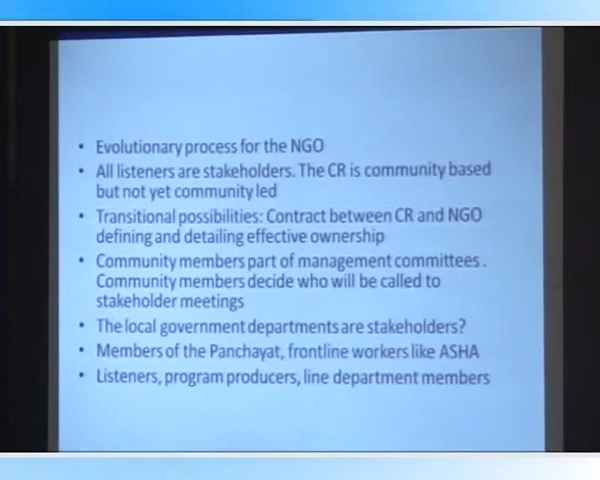 • Evolutionary process for the NGO
• All listeners are stakeholders. The CR is community based
but not yet community led
• Transitional possibilities: Contract between CR and NGO
defining and detailing effective ownership
• Community members part of management committees.
Community members decide who will be called to
stakeholder meetings
• The local government departments are stakeholders?
• Members of the Panchayat, frontline workers like ASHA
• Listeners, program producers, line department members